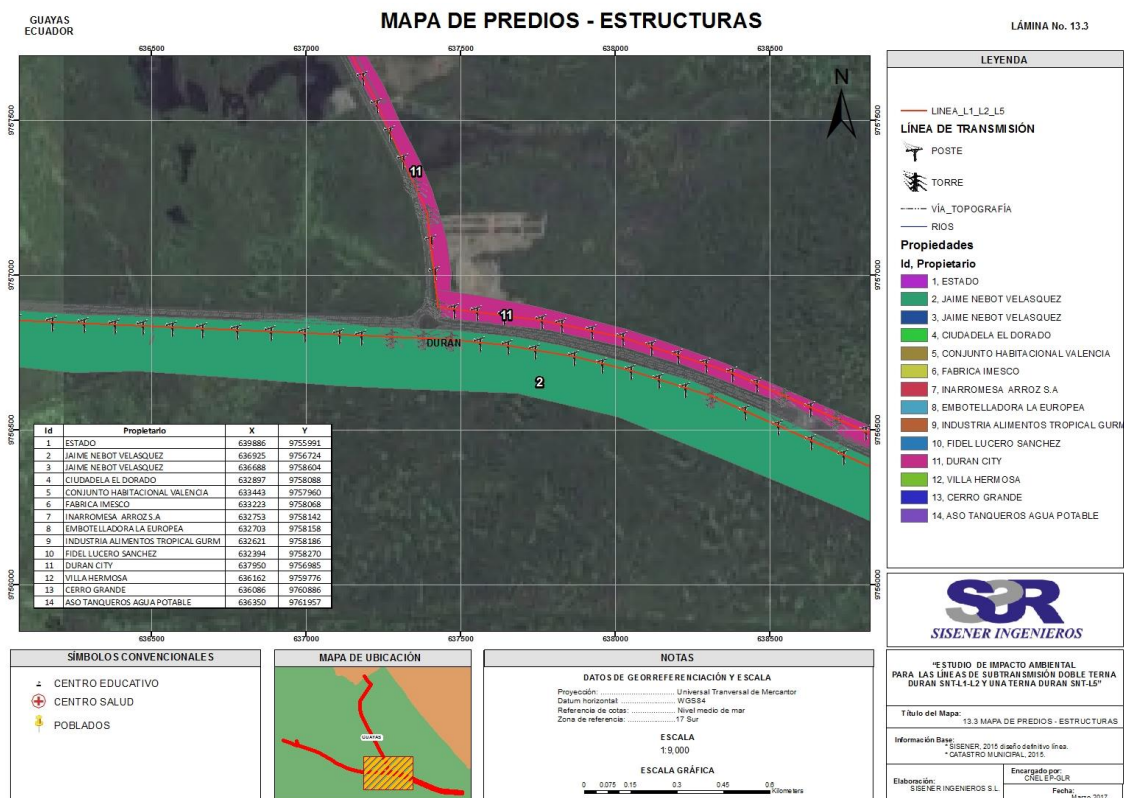 GUAYAS
ECUADOR
MAPA DE PREDIOS - ESTRUCTURAS
LÁMINA No. 13.3
636500 637000 637500 638000 638500
9757500
9757000
9756500
9756000
9757500
9757000
9756500
9756000
N
11
11
DURAN
2
Id Propietario X Y
1 ESTADO 639886 9755991
2 JAIME NEBOT VELASQUEZ 636925 9756724
3 JAIME NEBOT VELASQUEZ 636688 9758604
4 CIUDADELA EL DORADO 632897 9758088
5 CONJUNTO HABITACIONAL VALENCIA 633443 9757960
6 FABRICA IMESCO 633223 9758068
7 INARROMESA ARROZ S.A 632753 9758142
8 EMBOTELLADORA LA EUROPEA 632703 9758158
9 INDUSTRIA ALIMENTOS TROPICAL GURM 632621 9758186
10 FIDEL LUCERO SANCHEZ 632394 9758270
11 DURAN CITY 637950 9756985
12 VILLA HERMOSA 636162 9759776
13 CERRO GRANDE 636086 9760886
14 ASO TANQUEROS AGUA POTABLE 636350 9761957
636500 637000 637500 638000 638500
LEYENDA
LINEA_L1_L2_L5
LÍNEA DE TRANSMISIÓN
POSTE
TORRE
VÍA_TOPOGRAFÍA
RIOS
Propiedades
Id, Propietario
1, ESTADO
2, JAIME NEBOT VELASQUEZ
3, JAIME NEBOT VELASQUEZ
4, CIUDADELA EL DORADO
5, CONJUNTO HABITACIONAL VALENCIA
6, FABRICA IMESCO
7, INARROMESA ARROZ S.A
8, EMBOTELLADORA LA EUROPEA
9, INDUSTRIA ALIMENTOS TROPICAL GURM
10, FIDEL LUCERO SANCHEZ
11, DURAN CITY
12, VILLA HERMOSA
13, CERRO GRANDE
14, ASO TANQUEROS AGUA POTABLE
SISENER INGENIEROS
SÍMBOLOS CONVENCIONALES
CENTRO EDUCATIVO
CENTRO SALUD
POBLADOS
MAPA DE UBICACIÓN
GUAYAS
NOTAS
DATOS DE GEORREFERENCIACIÓN Y ESCALA
Proyección: ........................ Universal Tranversal de Mercantor
Datum horizontal: ................... WGS84
Referencia de cotas: ............... Nivel medio de mar
Zona de referencia: .................17 Sur
ESCALA
1:9,000
ESCALA GRÁFICA
0 0.075 0.15 0.3 0.45 0.6
Kilometers
"ESTUDIO DE IMPACTO AMBIENTAL
PARA LAS LÍNEAS DE SUBTRANSMISIÓN DOBLE TERNA
DURAN SNT-L1-L2 Y UNA TERNA DURAN SNT-L5"
Título del Mapa:
13.3 MAPA DE PREDIOS - ESTRUCTURAS
Información Base:
* SISENER, 2015 diseño definitivo línea.
* CATASTRO MUNICIPAL, 2015.
Elaboración:
SISENER INGENIEROS S.L.
Encargado por:
CNEL EP-GLR
Fecha:
Marzo 2017